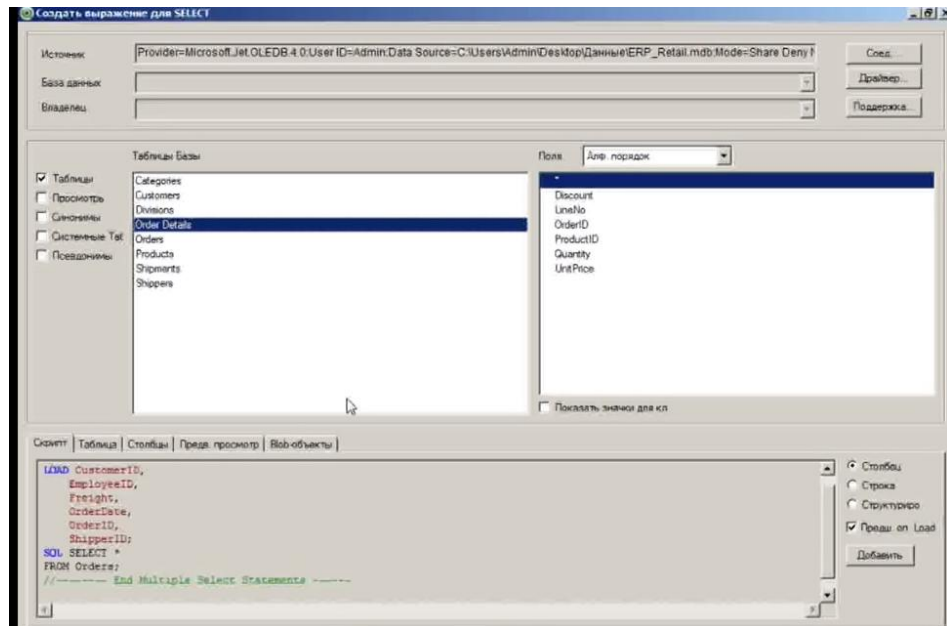 Создать выражение для SELECT
Источник
Provider=Microsoft.Jet.OLEDB.4.0;User ID=Admin;Data Source=C:\Users\Admin\Desktop\Данные\ERP_Retail.mdb;Mode=Share Deny N
Соед. ...
База данных
Драйвер...
Владелец
Поддержка...
Таблицы Базы
Поля
Алф. порядок
Таблицы
Просмотрь
Синонимы
Системные Таб
Псевдонимы
Categories
Customers
Divisions
Order Details
Orders
Products
Shipments
Shippers
*
Discount
LineNo
OrderID
ProductID
Quantity
UnitPrice
Показать значки для кл
Скрипт
Таблица
Столбцы
Предв. просмотр
Blob-объекты
LOAD CustomerID,
EmployeeID,
Freight,
OrderDate,
OrderID,
ShipperID;
SQL SELECT *
FROM Orders;
//-------- End Multiple Select Statements ------
Столбец
Строка
Структуриро
Предш. оп. Load
Добавить